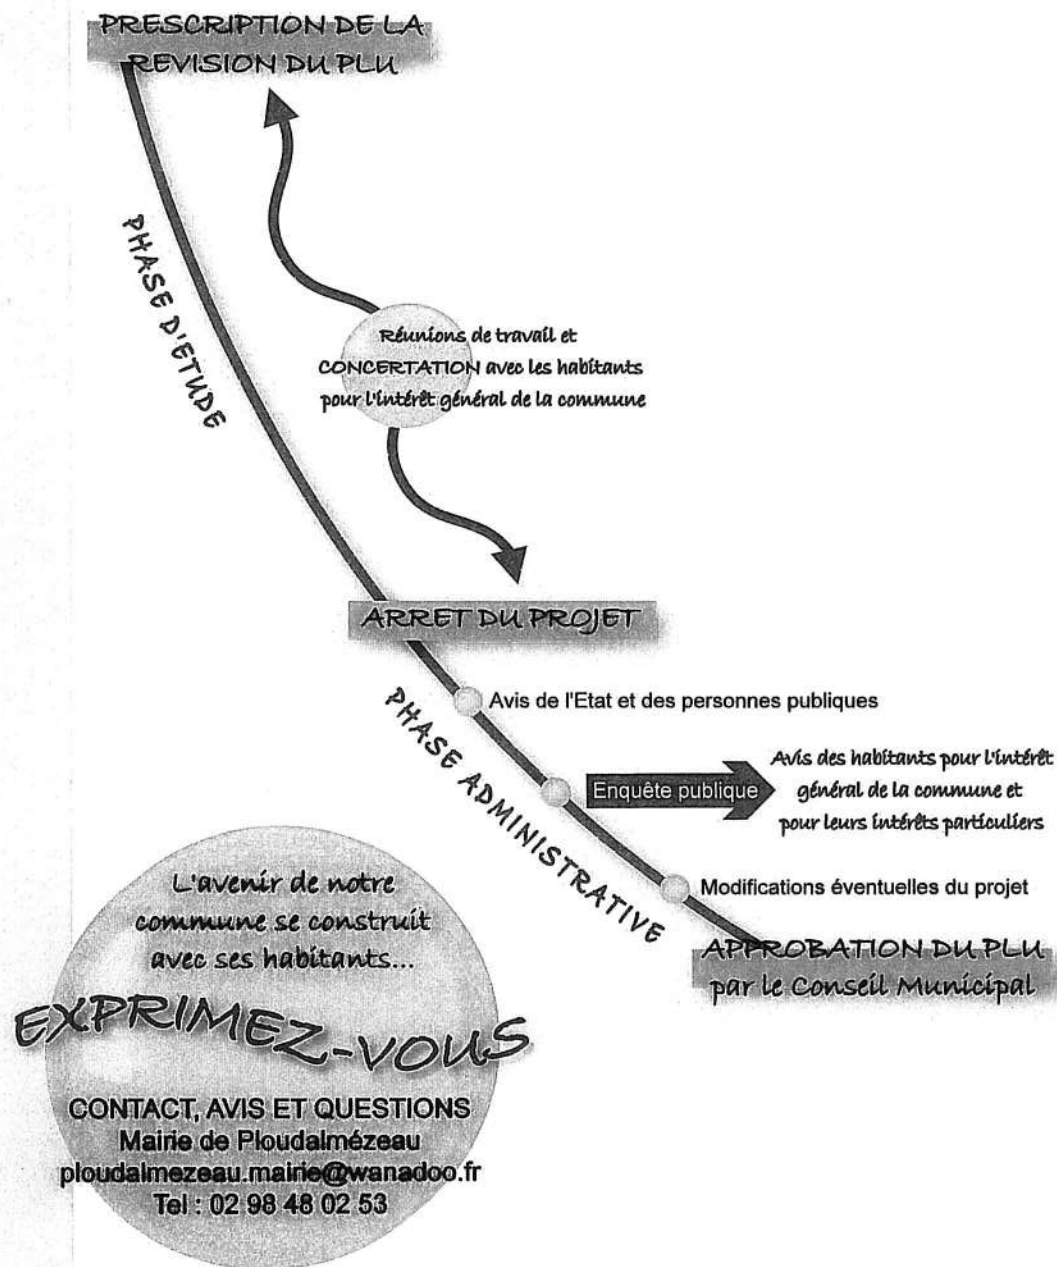 PRESCRIPTION DE LA
REVISION DU PLU
PHASE D'ETUDE
Réunions de travail et
CONCERTATION avec les habitants
pour l'intérêt général de la commune
ARRET DU PROJET
PHASE ADMINISTRATIVE
Avis de l'Etat et des personnes publiques
Enquête publique
Avis des habitants pour l'intérêt
général de la commune et
pour leurs intérêts particuliers
Modifications éventuelles du projet
APPROBATION DU PLU
par le Conseil Municipal
L'avenir de notre
commune se construit
avec ses habitants...
EXPRIMEZ-VOUS
CONTACT, AVIS ET QUESTIONS
Mairie de Ploudalmézeau
ploudalmezeau.mairie@wanadoo.fr
Tel : 02 98 48 02 53